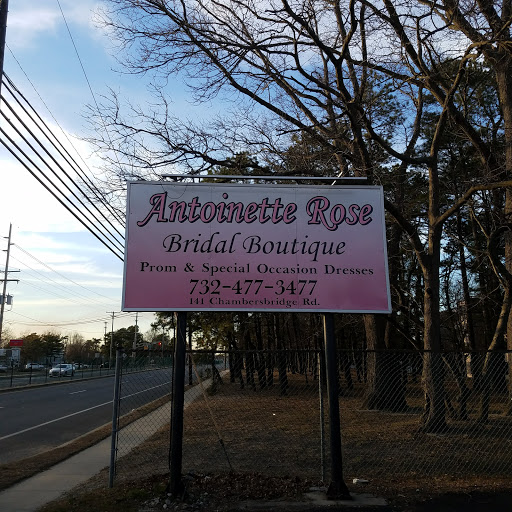 Antoinette Rose
Bridal Boutique
Prom & Special Occasion Dresses
732-477-3477
141 Chambersbridge Rd.